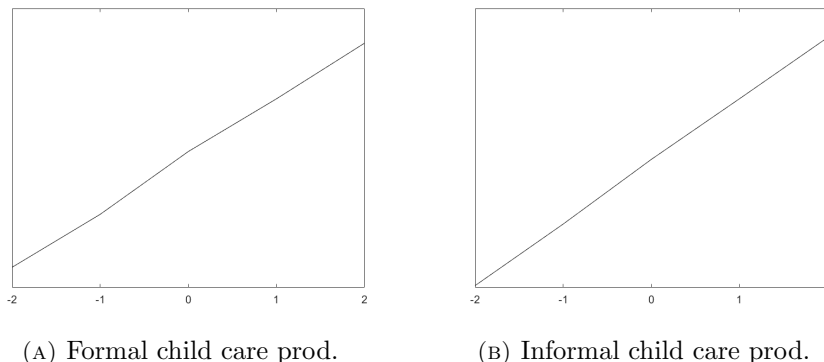 -2 -1 0 1 2
-2 -1 0 1
(A) Formal child care prod.
(B) Informal child care prod.